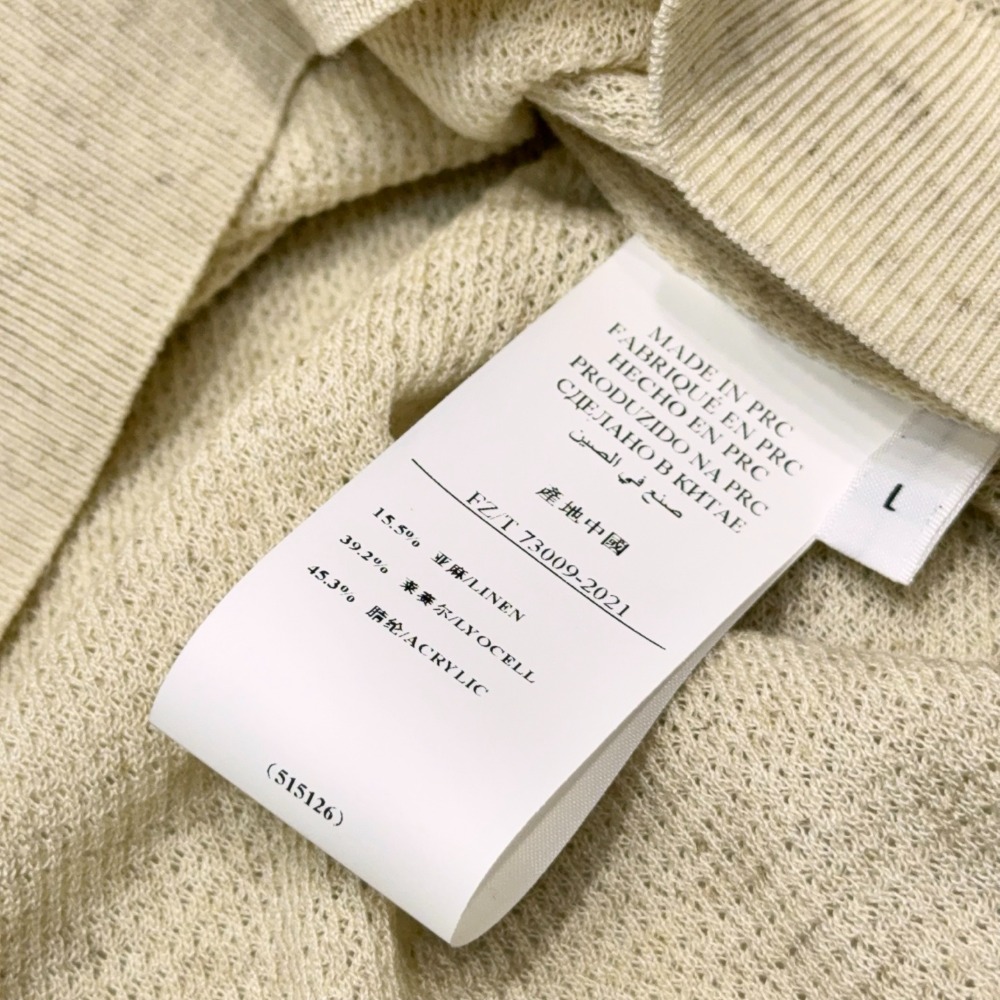 MADE IN PRC
FABRIQUÉ EN PRC
HECHO EN PRC
PRODUZIDO NA PRC
СДЕЛАНО В КИТАЕ
صنع في الصين
產地中國
FZ/T 73009-2021
15.5% 亚麻/LINEN
39.2% 莱赛尔/LYOCELL
45.3% 腈纶/ACRYLIC
(515126)
L